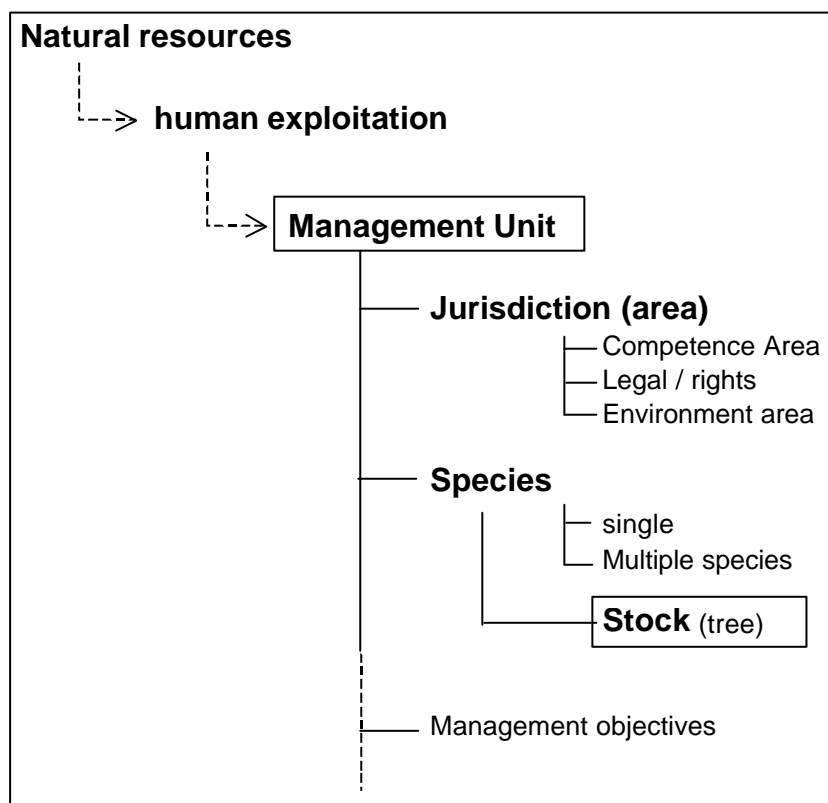 Natural resources
human exploitation
Management Unit
Jurisdiction (area)
Competence Area
Legal / rights
Environment area
Species
single
Multiple species
Stock (tree)
Management objectives